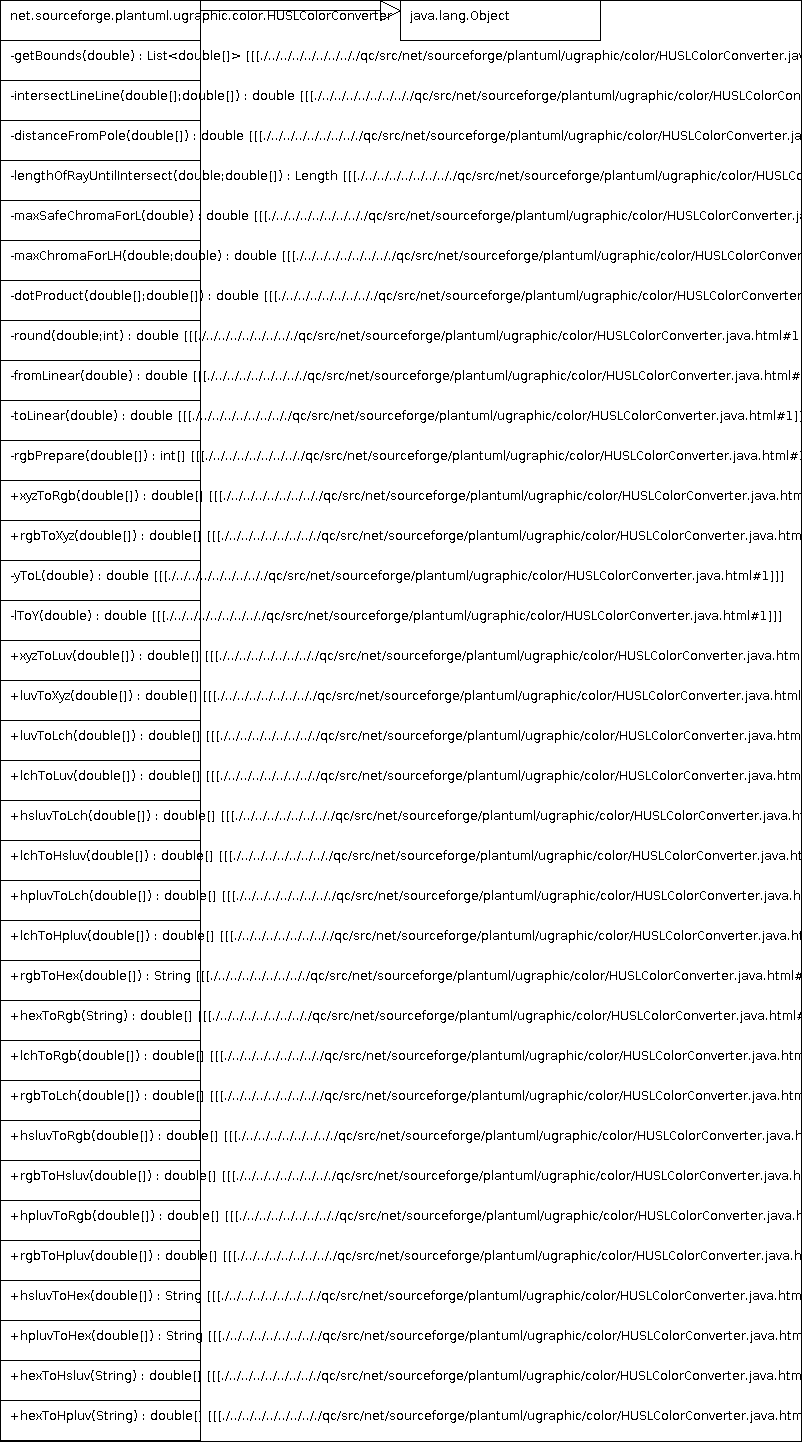 net.sourceforge.plantuml.ugraphic.color.HUSLColorConverter
java.lang.Object
-getBounds(double) : List<double[]> [[[./../../../../../../../../qc/src/net/sourceforge/plantuml/ugraphic/color/HUSLColorConverter.jav
-intersectLineLine(double[];double[]) : double [[[./../../../../../../../../qc/src/net/sourceforge/plantuml/ugraphic/color/HUSLColorCon
-distanceFromPole(double[]) : double [[[./../../../../../../../../qc/src/net/sourceforge/plantuml/ugraphic/color/HUSLColorConverter.ja
-lengthOfRayUntilIntersect(double;double[]) : Length [[[./../../../../../../../../qc/src/net/sourceforge/plantuml/ugraphic/color/HUSLCo
-maxSafeChromaForL(double) : double [[[./../../../../../../../../qc/src/net/sourceforge/plantuml/ugraphic/color/HUSLColorConverter.j
-maxChromaForLH(double;double) : double [[[./../../../../../../../../qc/src/net/sourceforge/plantuml/ugraphic/color/HUSLColorConver
-dotProduct(double[];double[]) : double [[[./../../../../../../../../qc/src/net/sourceforge/plantuml/ugraphic/color/HUSLColorConverter
-round(double;int) : double [[[./../../../../../../../../qc/src/net/sourceforge/plantuml/ugraphic/color/HUSLColorConverter.java.html#1
-fromLinear(double) : double [[[./../../../../../../../../qc/src/net/sourceforge/plantuml/ugraphic/color/HUSLColorConverter.java.html#
-toLinear(double) : double [[[./../../../../../../../../qc/src/net/sourceforge/plantuml/ugraphic/color/HUSLColorConverter.java.html#1]]
-rgbPrepare(double[]) : int[] [[[./../../../../../../../../qc/src/net/sourceforge/plantuml/ugraphic/color/HUSLColorConverter.java.html#1
+xyzToRgb(double[]) : double[] [[[./../../../../../../../../qc/src/net/sourceforge/plantuml/ugraphic/color/HUSLColorConverter.java.htm
+rgbToXyz(double[]) : double[] [[[./../../../../../../../../qc/src/net/sourceforge/plantuml/ugraphic/color/HUSLColorConverter.java.htm
-yToL(double) : double [[[./../../../../../../../../qc/src/net/sourceforge/plantuml/ugraphic/color/HUSLColorConverter.java.html#1]]]
-lToY(double) : double [[[./../../../../../../../../qc/src/net/sourceforge/plantuml/ugraphic/color/HUSLColorConverter.java.html#1]]]
+xyzToLuv(double[]) : double[] [[[./../../../../../../../../qc/src/net/sourceforge/plantuml/ugraphic/color/HUSLColorConverter.java.htm
+luvToXyz(double[]) : double[] [[[./../../../../../../../../qc/src/net/sourceforge/plantuml/ugraphic/color/HUSLColorConverter.java.html
+luvToLch(double[]) : double[] [[[./../../../../../../../../qc/src/net/sourceforge/plantuml/ugraphic/color/HUSLColorConverter.java.htm
+lchToLuv(double[]) : double[] [[[./../../../../../../../../qc/src/net/sourceforge/plantuml/ugraphic/color/HUSLColorConverter.java.htm
+hsluvToLch(double[]) : double[] [[[./../../../../../../../../qc/src/net/sourceforge/plantuml/ugraphic/color/HUSLColorConverter.java.ht
+lchToHsluv(double[]) : double[] [[[./../../../../../../../../qc/src/net/sourceforge/plantuml/ugraphic/color/HUSLColorConverter.java.ht
+hpluvToLch(double[]) : double[] [[[./../../../../../../../../qc/src/net/sourceforge/plantuml/ugraphic/color/HUSLColorConverter.java.h
+lchToHpluv(double[]) : double[] [[[./../../../../../../../../qc/src/net/sourceforge/plantuml/ugraphic/color/HUSLColorConverter.java.ht
+rgbToHex(double[]) : String [[[./../../../../../../../../qc/src/net/sourceforge/plantuml/ugraphic/color/HUSLColorConverter.java.html#
+hexToRgb(String) : double[] [[[./../../../../../../../../qc/src/net/sourceforge/plantuml/ugraphic/color/HUSLColorConverter.java.html#
+lchToRgb(double[]) : double[] [[[./../../../../../../../../qc/src/net/sourceforge/plantuml/ugraphic/color/HUSLColorConverter.java.htm
+rgbToLch(double[]) : double[] [[[./../../../../../../../../qc/src/net/sourceforge/plantuml/ugraphic/color/HUSLColorConverter.java.htm
+hsluvToRgb(double[]) : double[] [[[./../../../../../../../../qc/src/net/sourceforge/plantuml/ugraphic/color/HUSLColorConverter.java.h
+rgbToHsluv(double[]) : double[] [[[./../../../../../../../../qc/src/net/sourceforge/plantuml/ugraphic/color/HUSLColorConverter.java.h
+hpluvToRgb(double[]) : double[] [[[./../../../../../../../../qc/src/net/sourceforge/plantuml/ugraphic/color/HUSLColorConverter.java.h
+rgbToHpluv(double[]) : double[] [[[./../../../../../../../../qc/src/net/sourceforge/plantuml/ugraphic/color/HUSLColorConverter.java.h
+hsluvToHex(double[]) : String [[[./../../../../../../../../qc/src/net/sourceforge/plantuml/ugraphic/color/HUSLColorConverter.java.htm
+hpluvToHex(double[]) : String [[[./../../../../../../../../qc/src/net/sourceforge/plantuml/ugraphic/color/HUSLColorConverter.java.htm
+hexToHsluv(String) : double[] [[[./../../../../../../../../qc/src/net/sourceforge/plantuml/ugraphic/color/HUSLColorConverter.java.htm
+hexToHpluv(String) : double[] [[[./../../../../../../../../qc/src/net/sourceforge/plantuml/ugraphic/color/HUSLColorConverter.java.htm